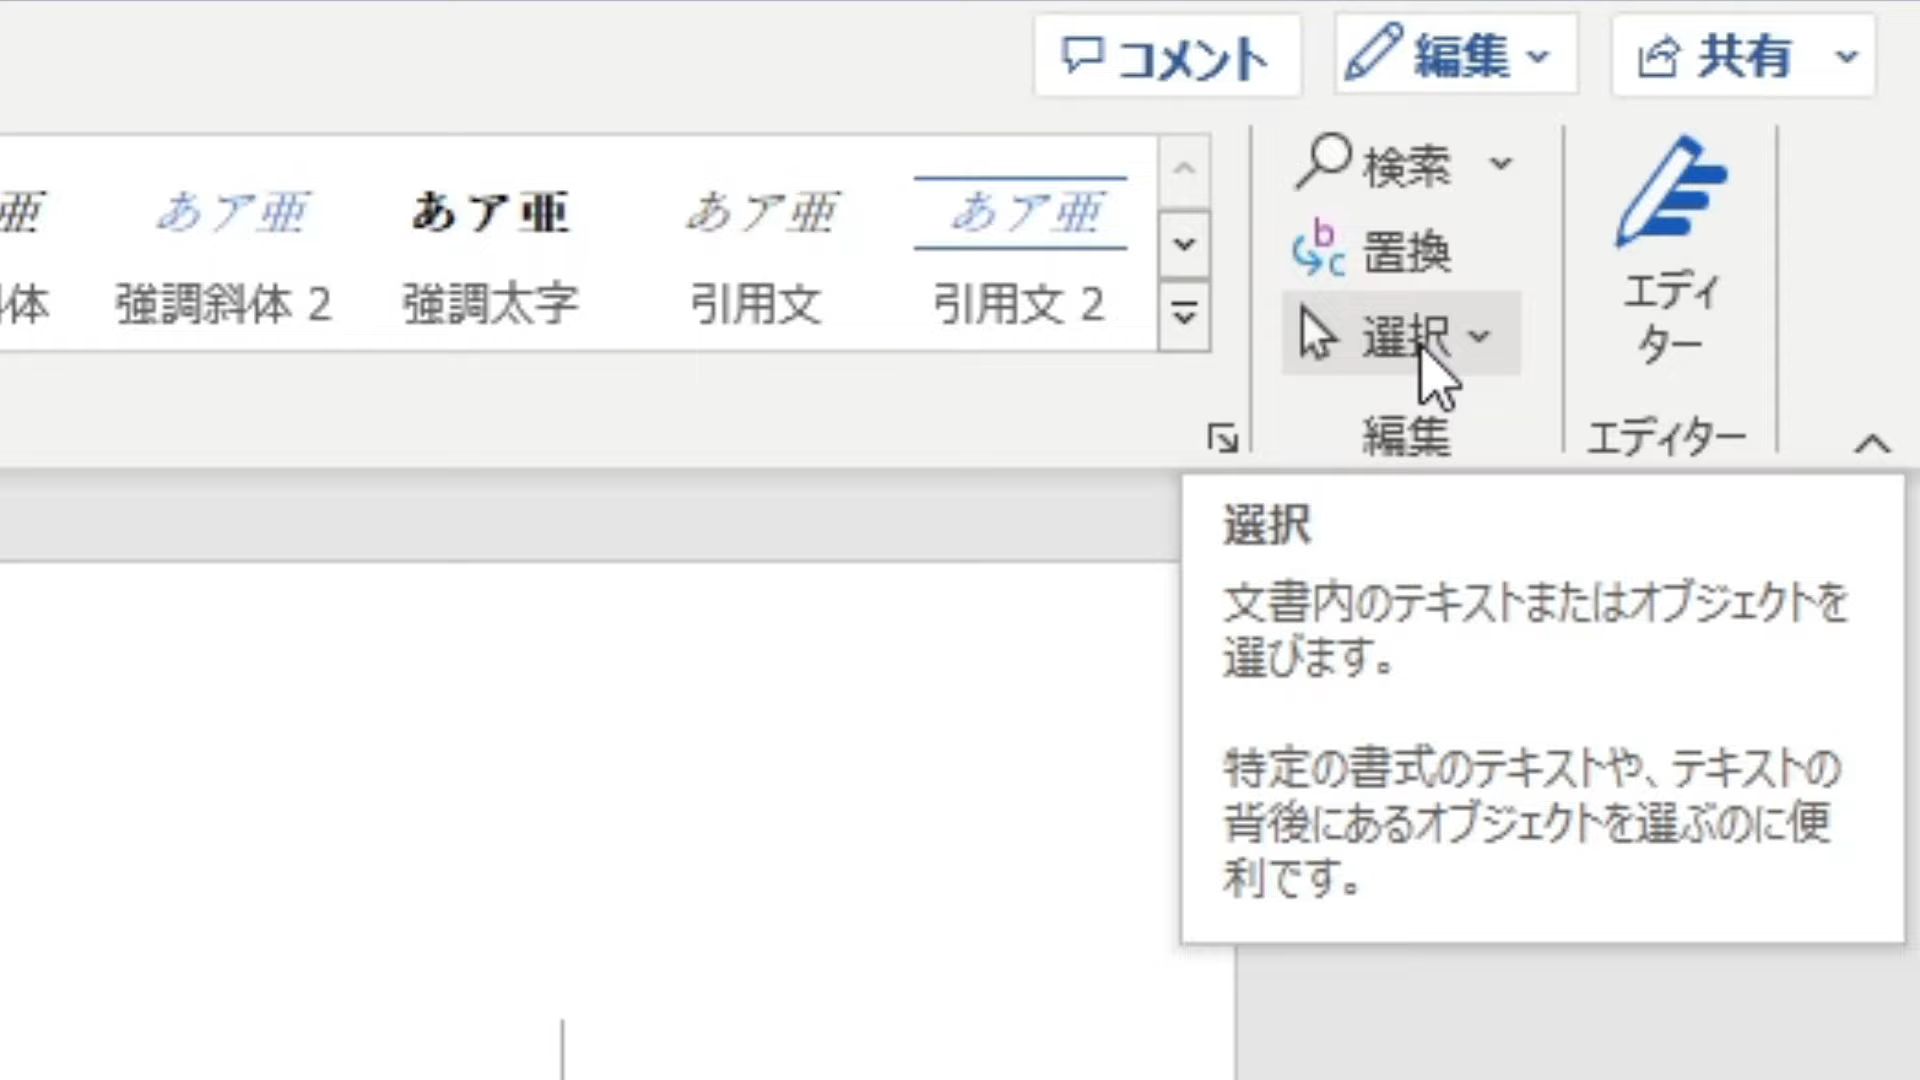 コメント 編集 共有
亜 あア亜 あア亜 あア亜 あア亜
体 強調斜体 2 強調太字 引用文 引用文 2
検索
b
c 置換
選択
エディ
ター
編集 エディター
選択
文書内のテキストまたはオブジェクトを
選びます。
特定の書式のテキストや、テキストの
背後にあるオブジェクトを選ぶのに便
利です。